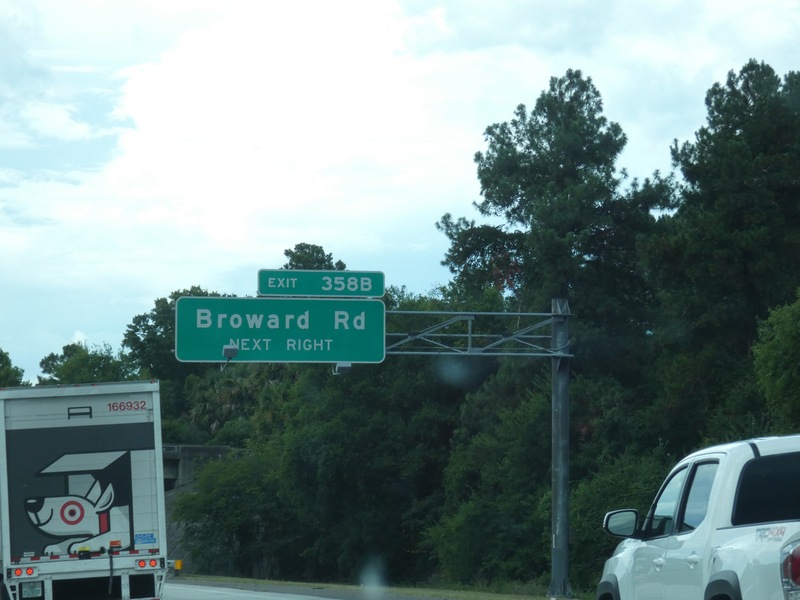 EXIT 358B
Broward Rd
NEXT RIGHT
166932